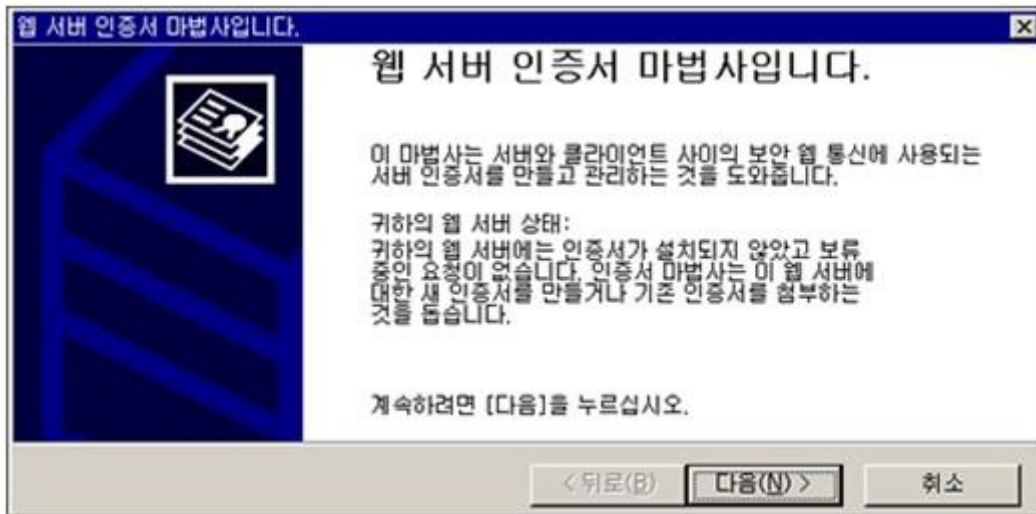 웹 서버 인증서 마법사입니다.
웹 서버 인증서 마법사입니다.
이 마법사는 서버와 클라이언트 사이의 보안 웹 통신에 사용되는
서버 인증서를 만들고 관리하는 것을 도와줍니다.
귀하의 웹 서버 상태:
귀하의 웹 서버에는 인증서가 설치되지 않았고 보류
중인 요청이 없습니다. 인증서 마법사는 이 웹 서버에
대한 새 인증서를 만들거나 기존 인증서를 첨부하는
것을 돕습니다.
계속하려면 [다음]을 누르십시오.
< 뒤로(B) 다음(N) > 취소